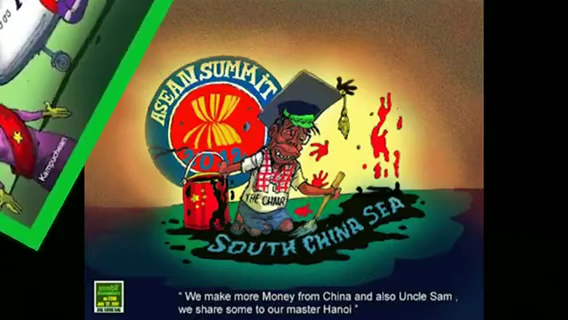 Kampuchean
ASEAN SUMMIT
2012
THE CHAIR
SOUTH CHINA SEA
" We make more Money from China and also Uncle Sam ,
we share some to our master Hanoi "